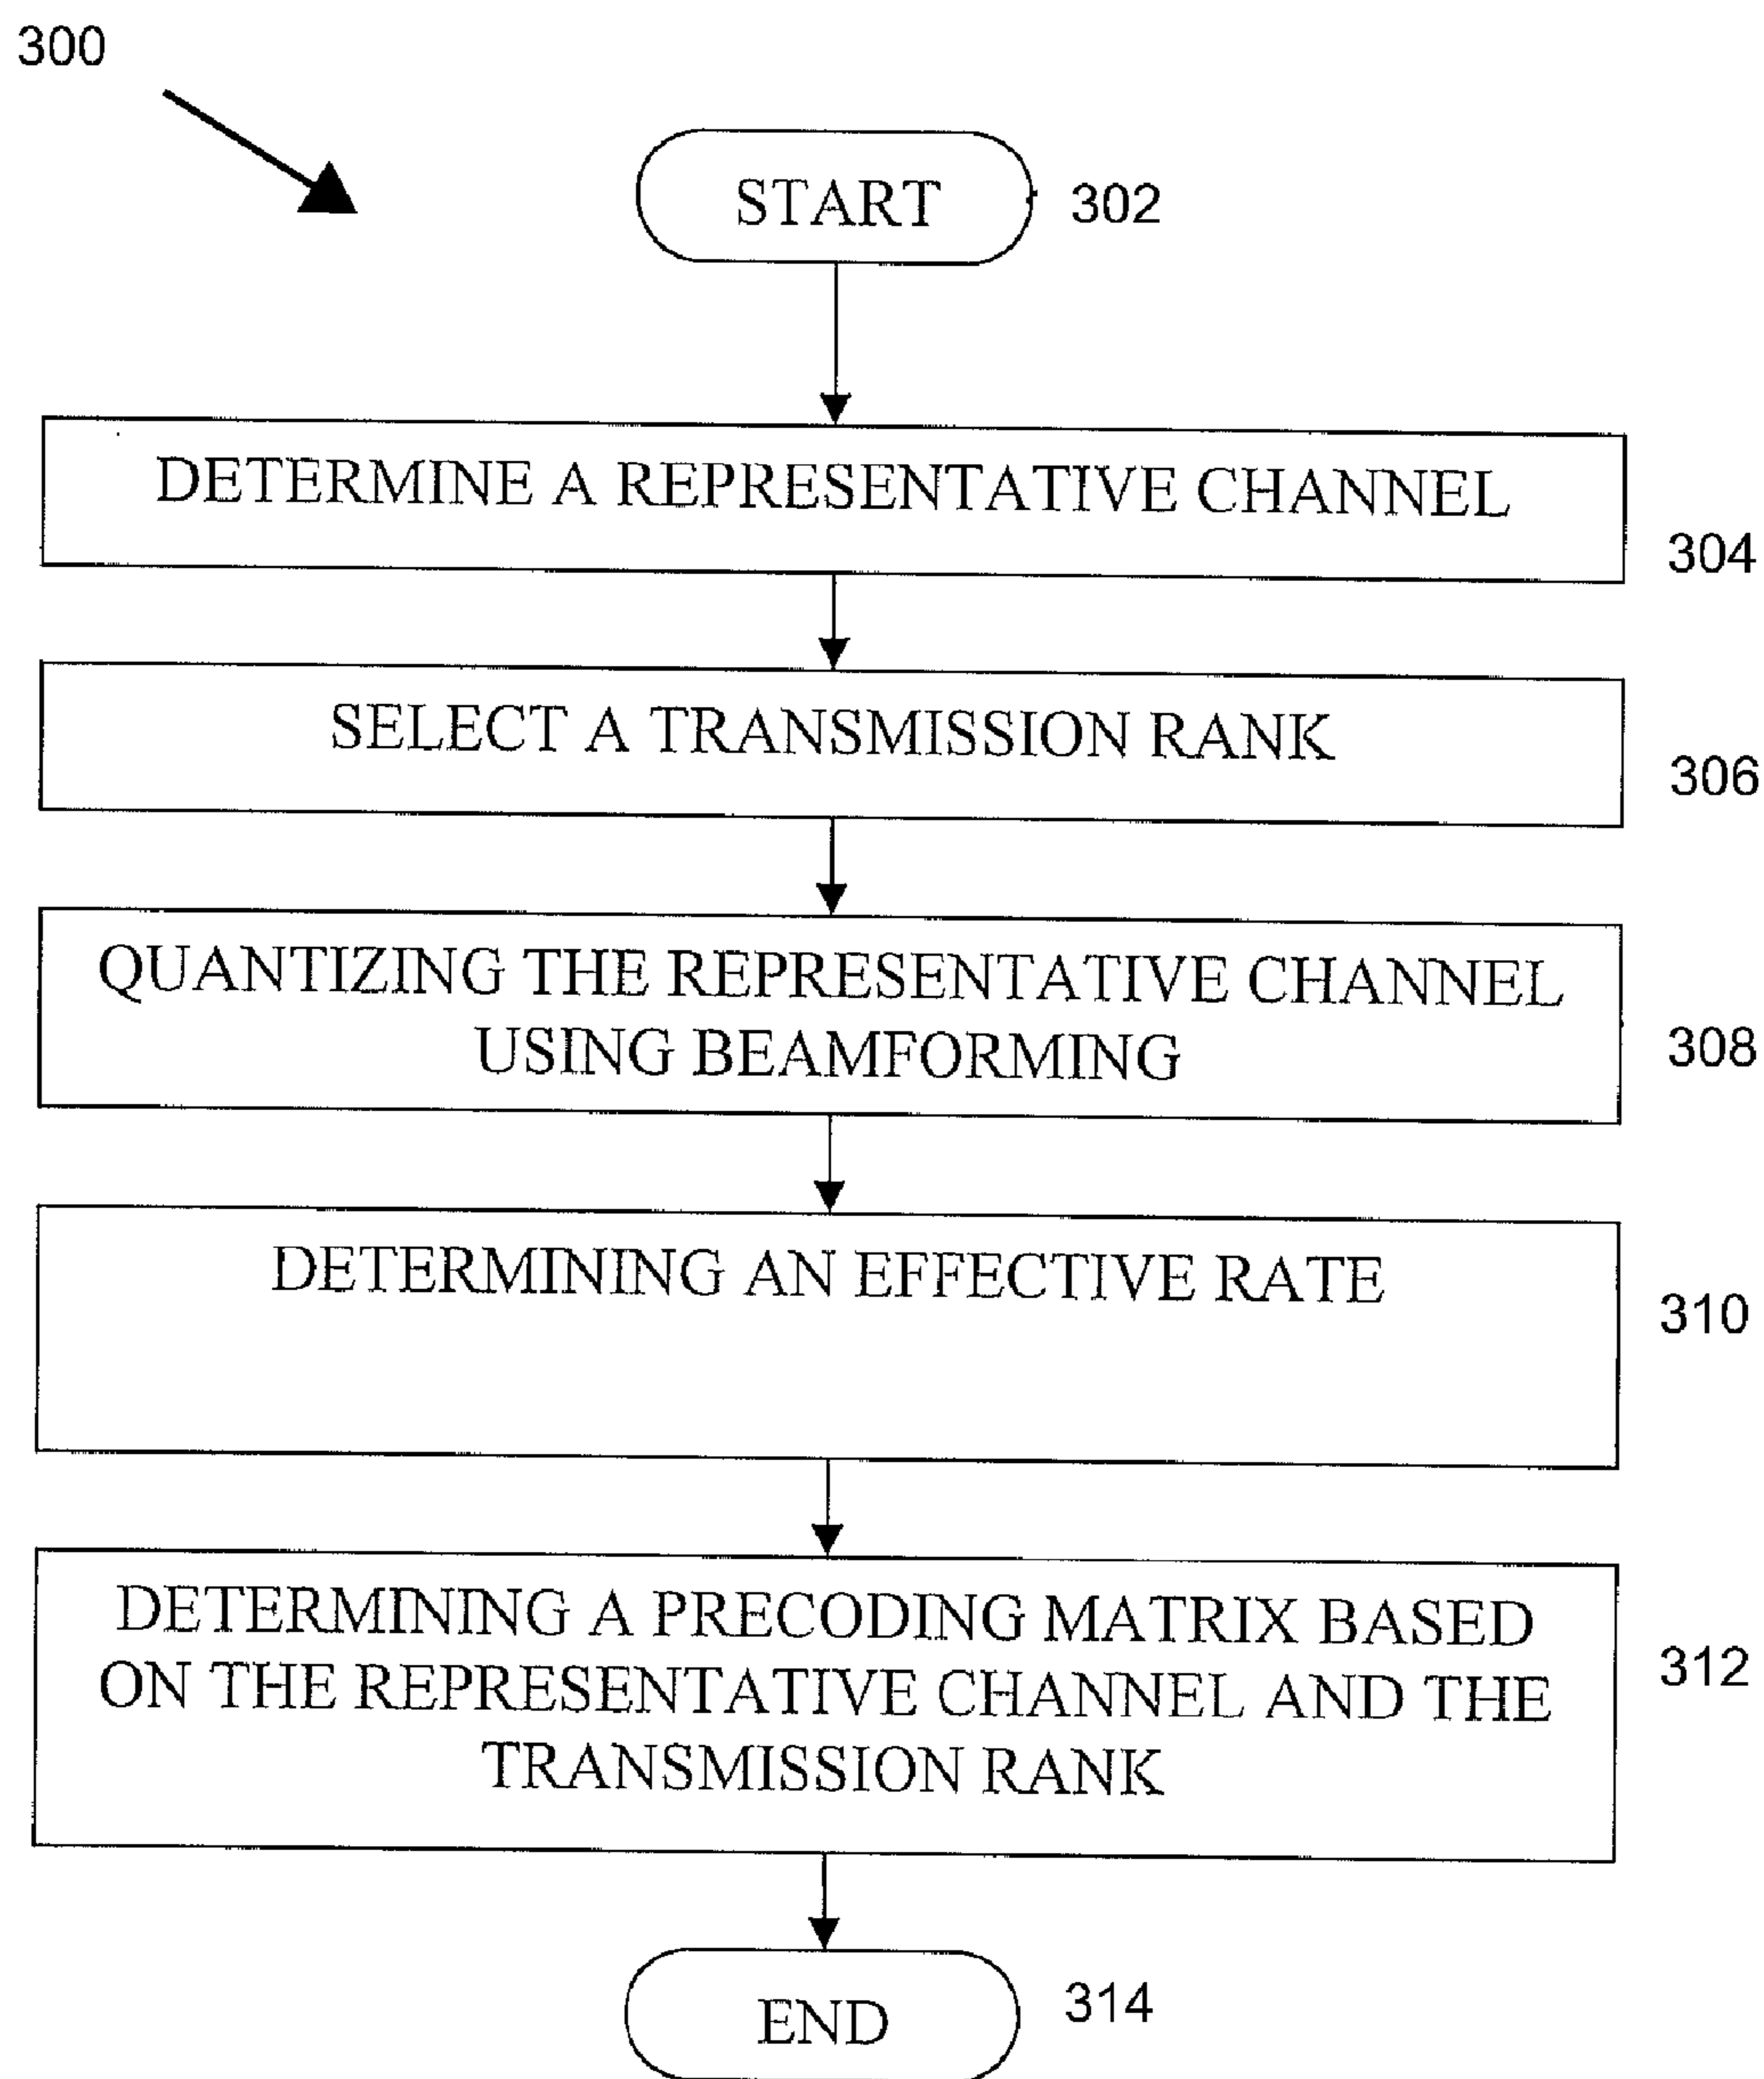 300
START
302
DETERMINE A REPRESENTATIVE CHANNEL
304
SELECT A TRANSMISSION RANK
306
QUANTIZING THE REPRESENTATIVE CHANNEL
USING BEAMFORMING
308
DETERMINING AN EFFECTIVE RATE
310
DETERMINING A PRECODING MATRIX BASED
ON THE REPRESENTATIVE CHANNEL AND THE
TRANSMISSION RANK
312
END
314